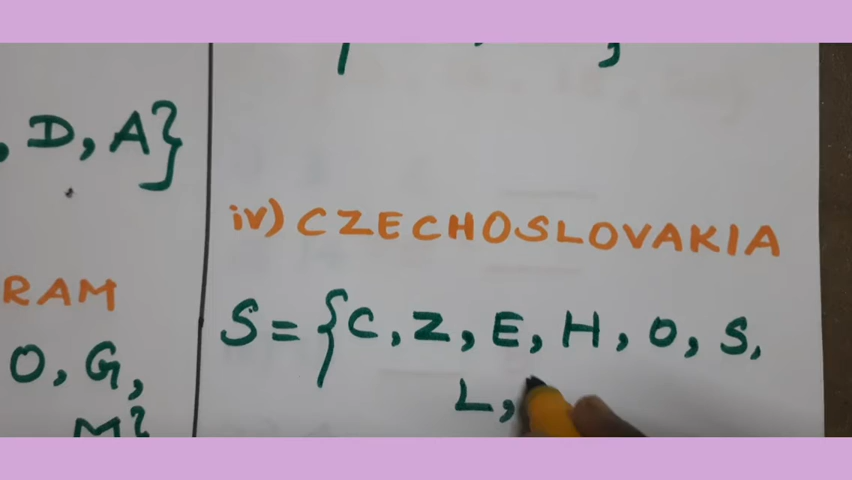 , D, A}
iv) CZECHOSLOVAKIA
RAM
S = {C, Z, E, H, O, S,
O, G,
L,
M}